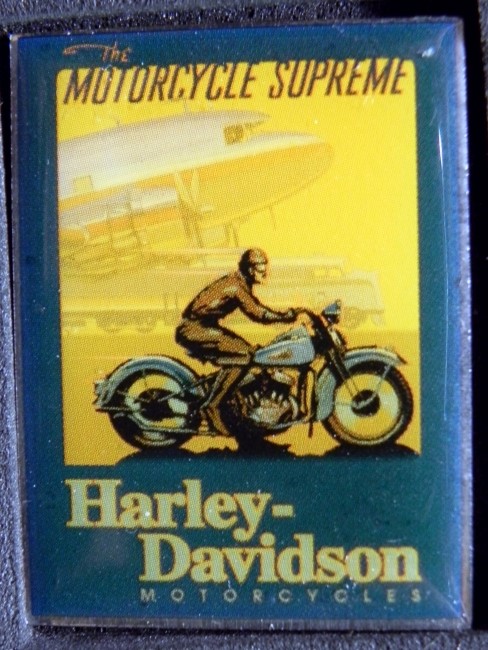 The
MOTORCYCLE SUPREME
Harley-
Davidson
MOTORCYCLES